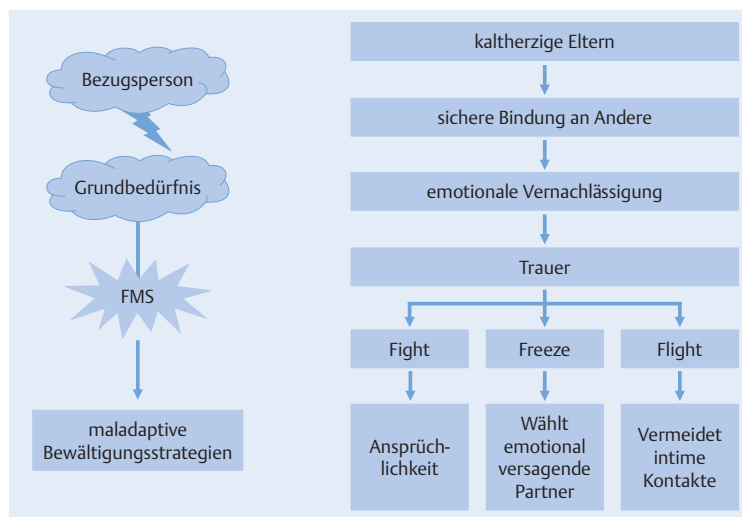 Bezugsperson
Grundbedürfnis
FMS
maladaptive
Bewältigungsstrategien
kaltherzige Eltern
sichere Bindung an Andere
emotionale Vernachlässigung
Trauer
Fight
Freeze
Flight
Ansprüch-
lichkeit
Wählt
emotional
versagende
Partner
Vermeidet
intime
Kontakte